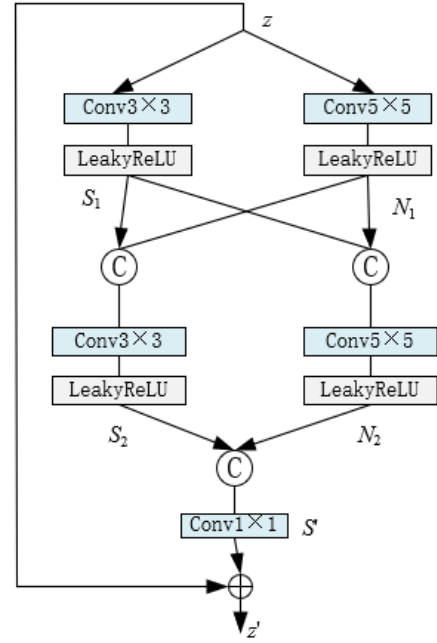 z
Conv3×3 Conv5×5
LeakyReLU LeakyReLU
S₁ N₁
C C
Conv3×3 Conv5×5
LeakyReLU LeakyReLU
S₂ N₂
C
Conv1×1 S'
z'